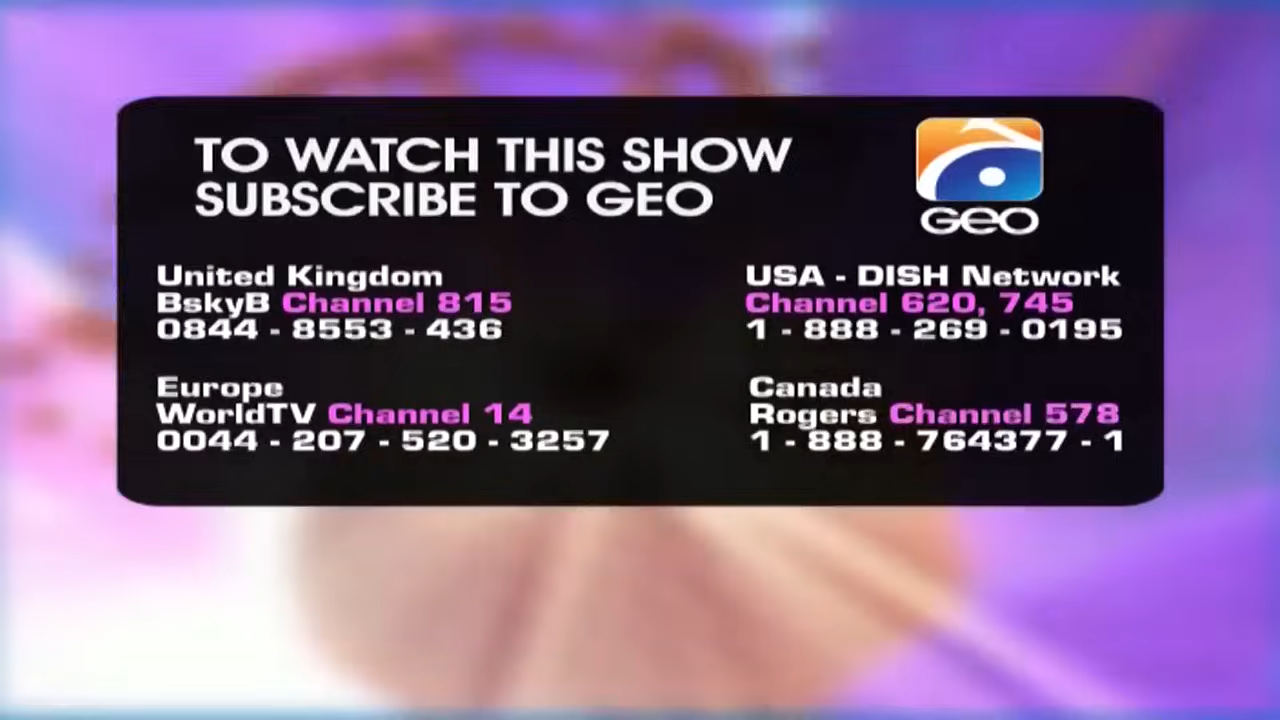 TO WATCH THIS SHOW
SUBSCRIBE TO GEO
GEO
United Kingdom
BskyB Channel 815
0844 - 8553 - 436
USA - DISH Network
Channel 620, 745
1 - 888 - 269 - 0195
Europe
WorldTV Channel 14
0044 - 207 - 520 - 3257
Canada
Rogers Channel 578
1 - 888 - 764377 - 1